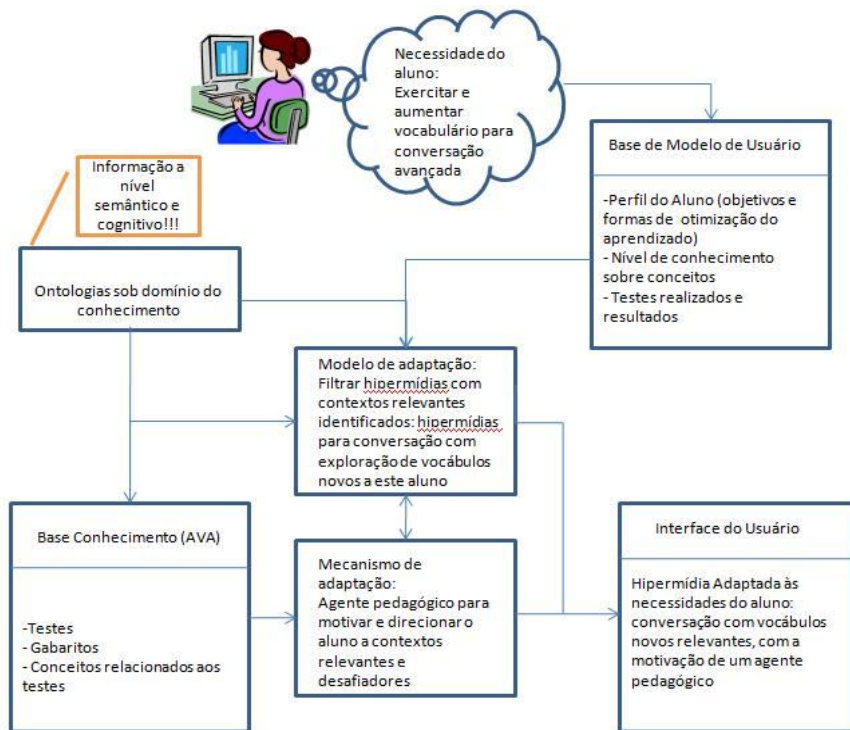 Necessidade do
aluno:
Exercitar e
aumentar
vocabulário para
conversação
avançada
Base de Modelo de Usuário
-Perfil do Aluno (objetivos e
formas de otimização do
aprendizado)
- Nível de conhecimento
sobre conceitos
- Testes realizados e
resultados
Informação a
nível
semântico e
cognitivo!!!
Ontologias sob domínio do
conhecimento
Modelo de adaptação:
Filtrar hipermídias com
contextos relevantes
identificados: hipermídias
para conversação com
exploração de vocábulos
novos a este aluno
Base Conhecimento (AVA)
-Testes
- Gabaritos
- Conceitos relacionados aos
testes
Mecanismo de
adaptação:
Agente pedagógico para
motivar e direcionar o
aluno a contextos
relevantes e
desafiadores
Interface do Usuário
Hipermídia Adaptada às
necessidades do aluno:
conversação com vocábulos
novos relevantes, com a
motivação de um agente
pedagógico